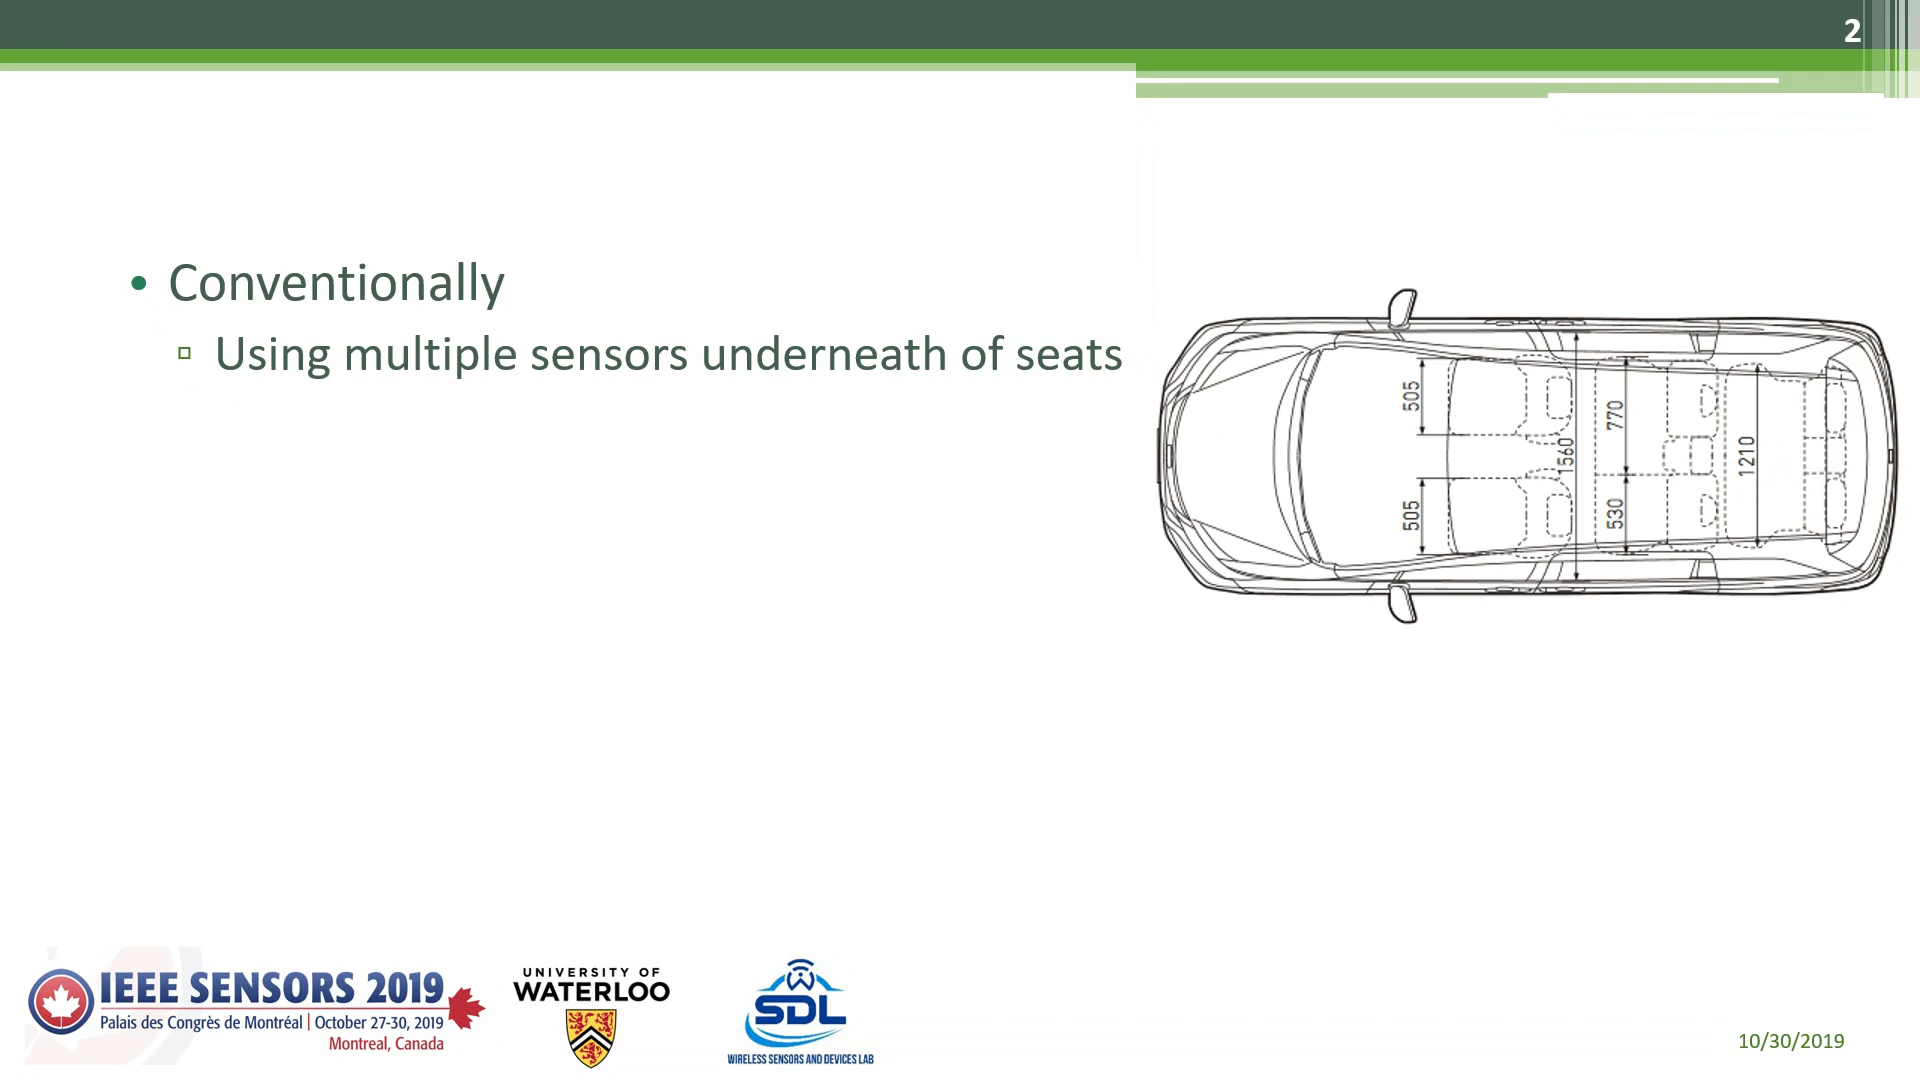 2
Conventionally
Using multiple sensors underneath of seats
505
505
1560
770
530
1210
IEEE SENSORS 2019
Palais des Congrès de Montréal | October 27-30, 2019
Montreal, Canada
UNIVERSITY OF
WATERLOO
SDL
WIRELESS SENSORS AND DEVICES LAB
10/30/2019